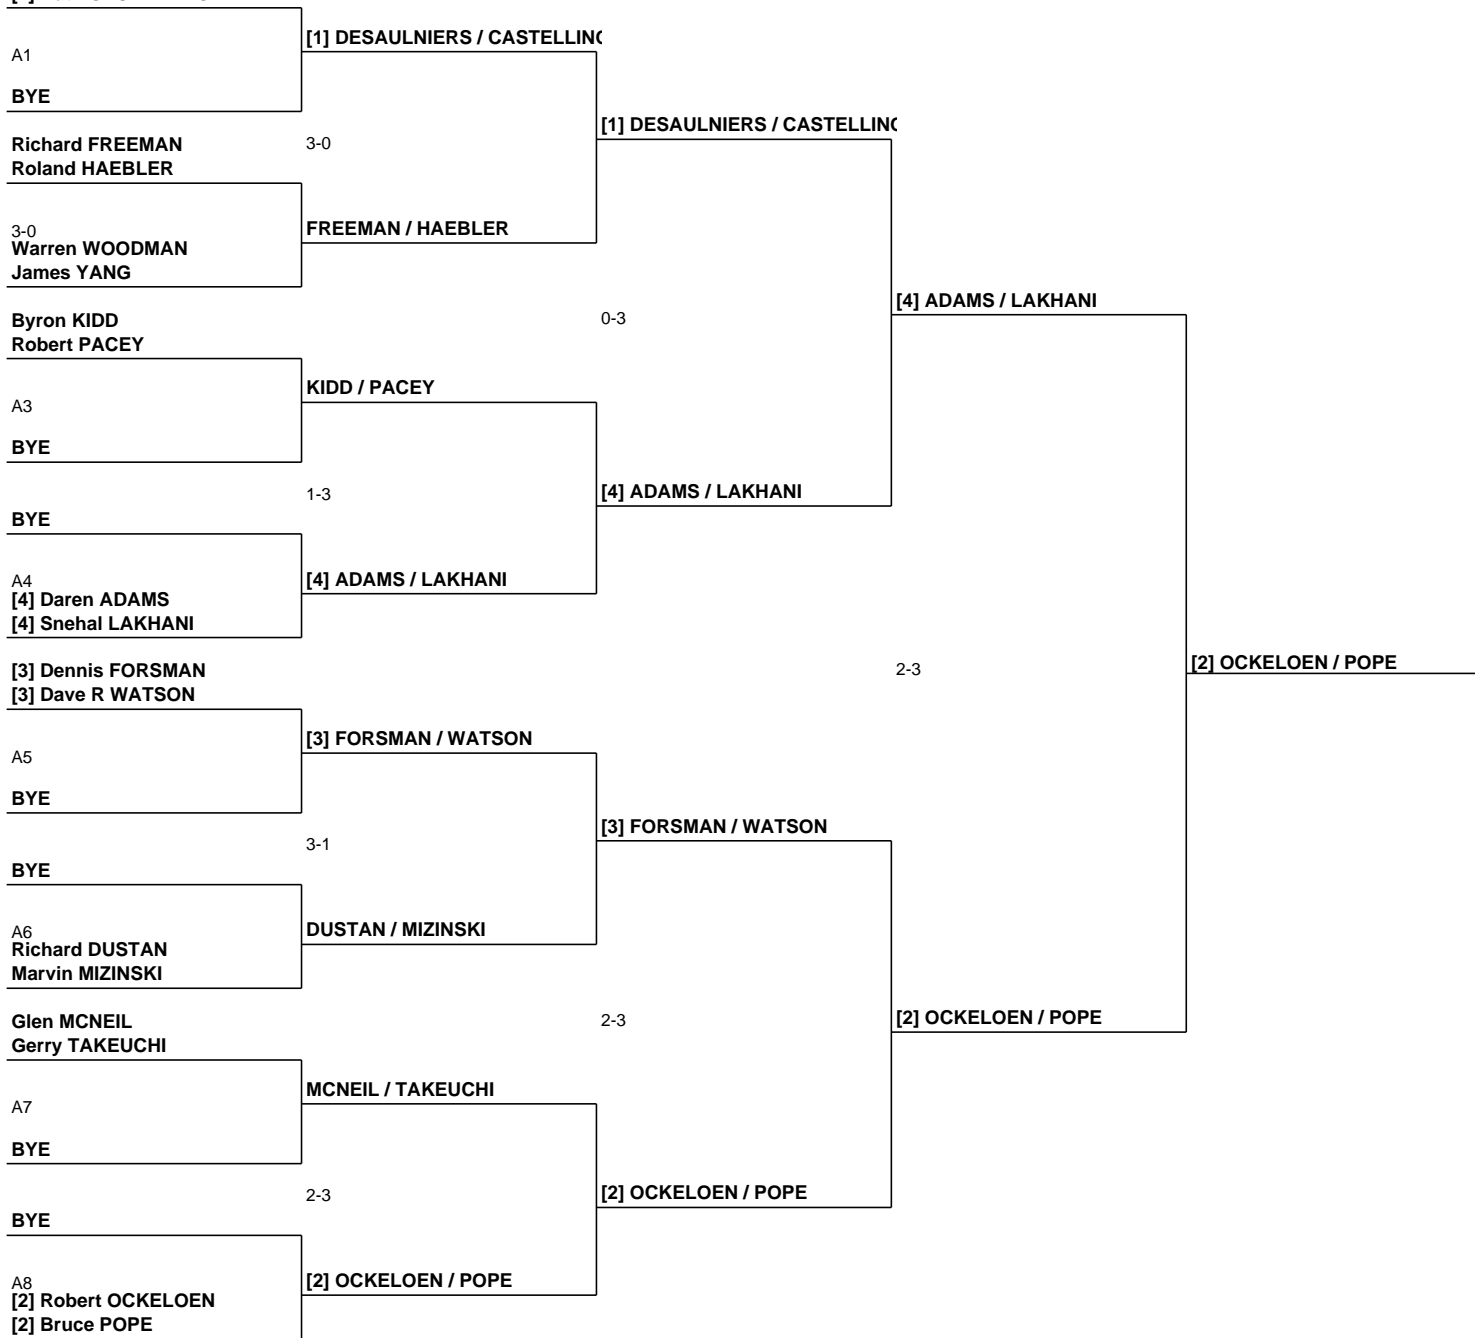 [1] DESAULNIERS / CASTELLINO
A1
BYE
[1] DESAULNIERS / CASTELLINO
Richard FREEMAN
Roland HAEBLER
3-0
3-0
FREEMAN / HAEBLER
Warren WOODMAN
James YANG
[4] ADAMS / LAKHANI
Byron KIDD
Robert PACEY
0-3
KIDD / PACEY
A3
BYE
1-3
[4] ADAMS / LAKHANI
BYE
A4
[4] ADAMS / LAKHANI
[4] Daren ADAMS
[4] Snehal LAKHANI
[3] Dennis FORSMAN
[3] Dave R WATSON
2-3
[2] OCKELOEN / POPE
[3] FORSMAN / WATSON
A5
BYE
[3] FORSMAN / WATSON
3-1
BYE
A6
DUSTAN / MIZINSKI
Richard DUSTAN
Marvin MIZINSKI
Glen MCNEIL
Gerry TAKEUCHI
2-3
[2] OCKELOEN / POPE
MCNEIL / TAKEUCHI
A7
BYE
2-3
[2] OCKELOEN / POPE
BYE
A8
[2] OCKELOEN / POPE
[2] Robert OCKELOEN
[2] Bruce POPE